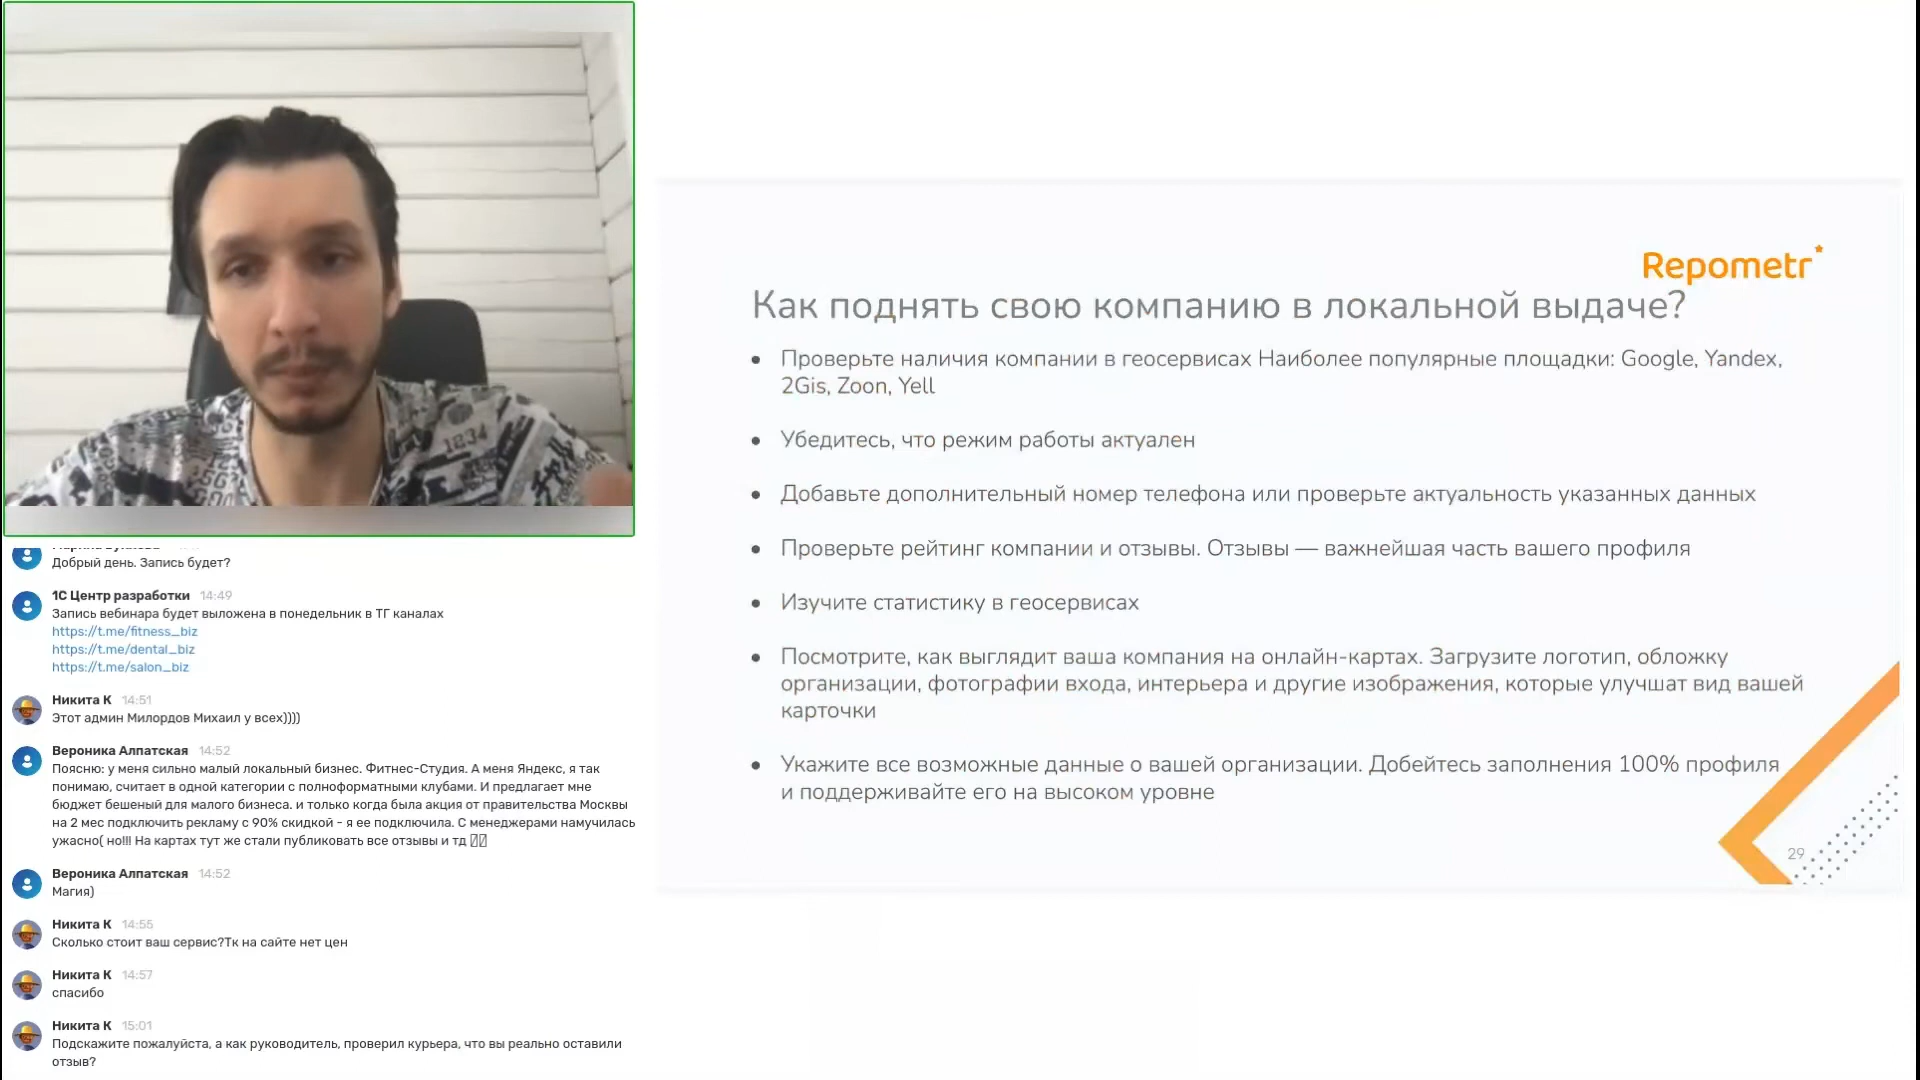 Repometr
Как поднять свою компанию в локальной выдаче?
Проверьте наличия компании в геосервисах Наиболее популярные площадки: Google, Yandex,
2Gis, Zoon, Yell
Убедитесь, что режим работы актуален
Добавьте дополнительный номер телефона или проверьте актуальность указанных данных
Проверьте рейтинг компании и отзывы. Отзывы — важнейшая часть вашего профиля
Изучите статистику в геосервисах
Посмотрите, как выглядит ваша компания на онлайн-картах. Загрузите логотип, обложку
организации, фотографии входа, интерьера и другие изображения, которые улучшат вид вашей
карточки
Укажите все возможные данные о вашей организации. Добейтесь заполнения 100% профиля
и поддерживайте его на высоком уровне
29
Добрый день. Запись будет?
1С Центр разработки 14:49
Запись вебинара будет выложена в понедельник в ТГ каналах
https://t.me/fitness_biz
https://t.me/dental_biz
https://t.me/salon_biz
Никита К 14:51
Этот админ Милордов Михаил у всех))))
Вероника Алпатская 14:52
Поясню: у меня сильно малый локальный бизнес. Фитнес-Студия. А меня Яндекс, я так
понимаю, считает в одной категории с полноформатными клубами. И предлагает мне
бюджет бешеный для малого бизнеса. и только когда была акция от правительства Москвы
на 2 мес подключить рекламу с 90% скидкой - я ее подключила. С менеджерами намучилась
ужасно( но!!! На картах тут же стали публиковать все отзывы и тд
Вероника Алпатская 14:52
Магия)
Никита К 14:55
Сколько стоит ваш сервис?Тк на сайте нет цен
Никита К 14:57
спасибо
Никита К 15:01
Подскажите пожалуйста, а как руководитель, проверил курьера, что вы реально оставили
отзыв?
1234